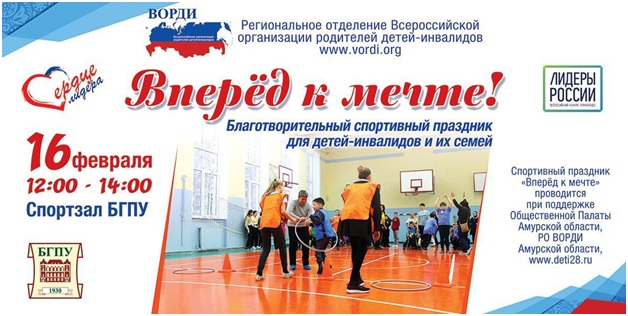 ВОРДИ
Региональное отделение Всероссийской
организации родителей детей-инвалидов
www.vordi.org
Сердце
лидера
Вперёд к мечте!
ЛИДЕРЫ
РОССИИ
Благотворительный спортивный праздник
для детей-инвалидов и их семей
16 февраля
12:00 - 14:00
Спортзал БГПУ
БГПУ
1930
Спортивный праздник
«Вперёд к мечте»
проводится
при поддержке
Общественной Палаты
Амурской области,
РО ВОРДИ
Амурской области,
www.deti28.ru